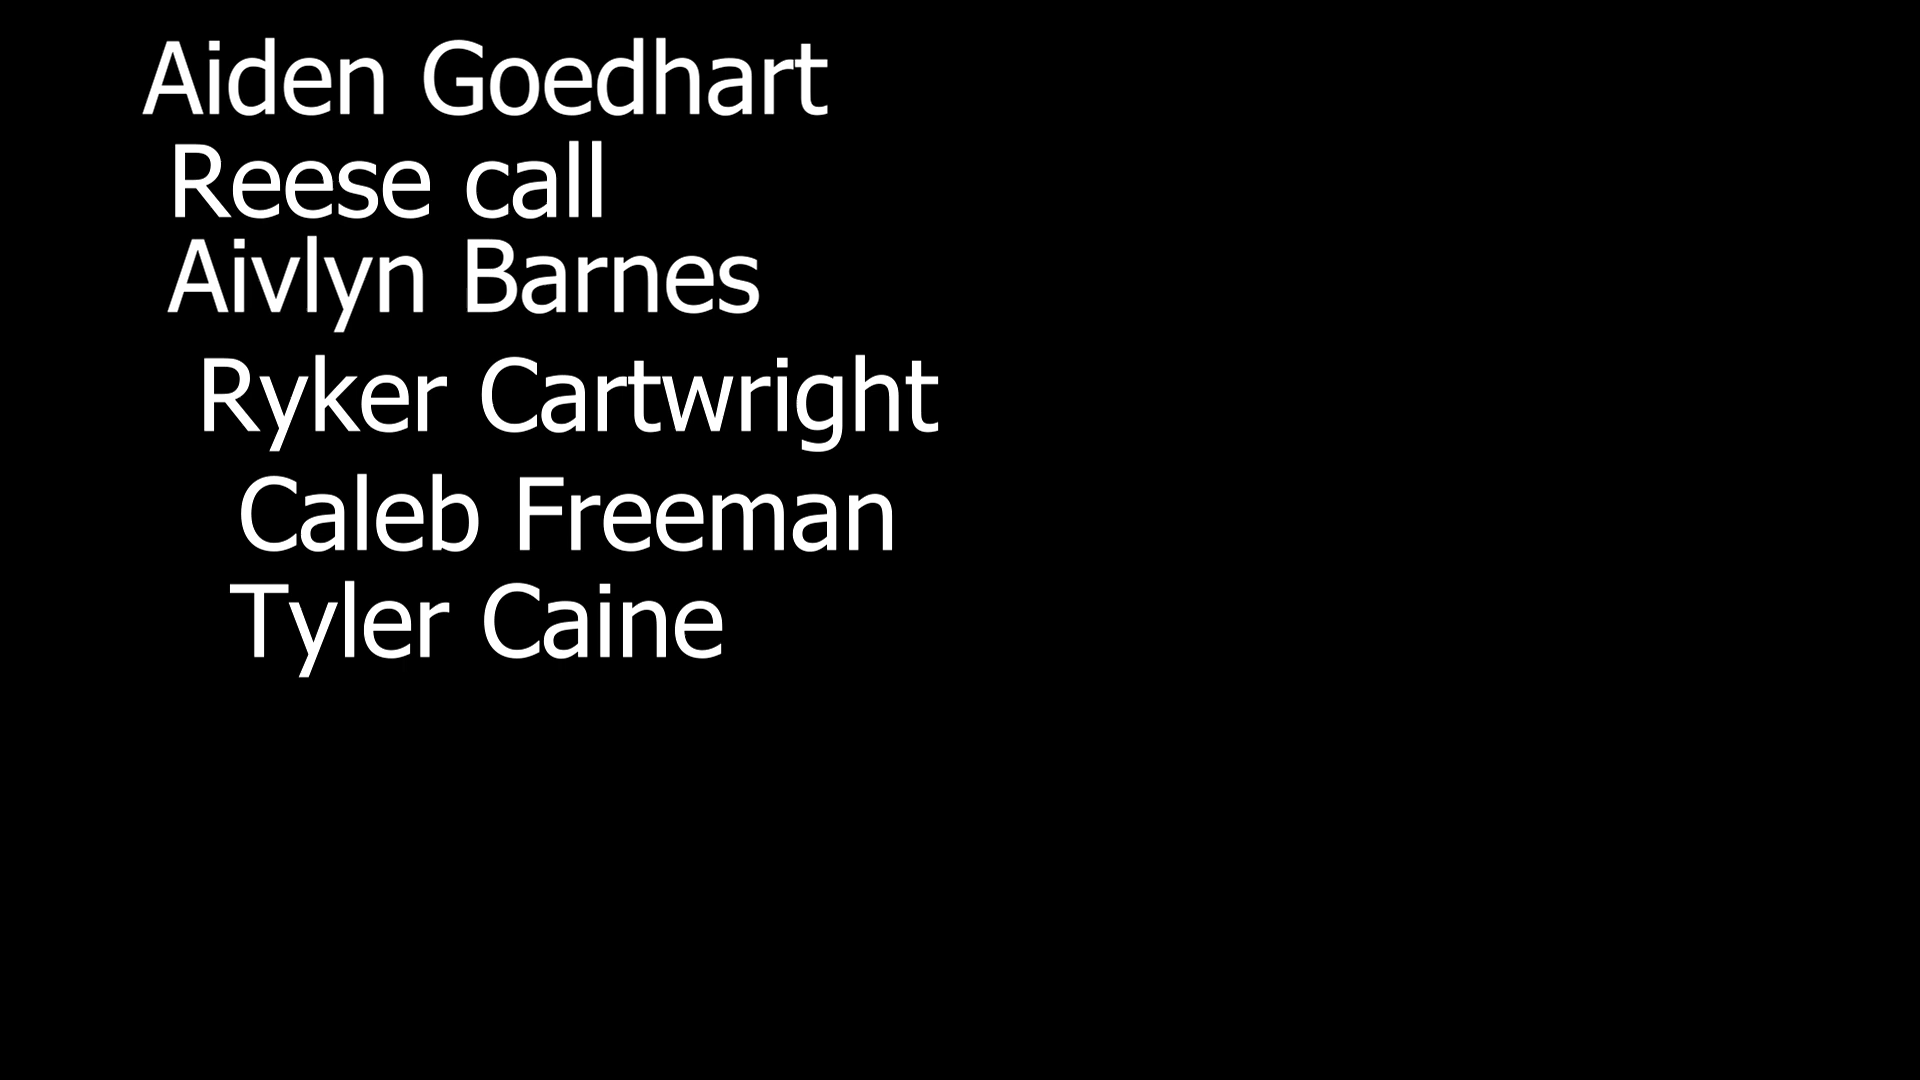 Aiden Goedhart
Reese call
Aivlyn Barnes
Ryker Cartwright
Caleb Freeman
Tyler Caine